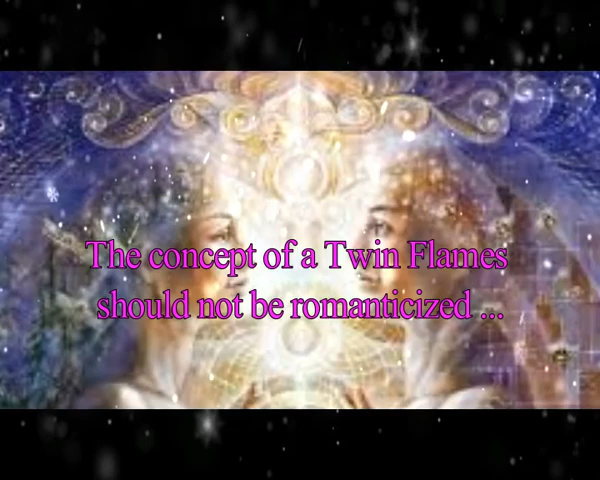 The concept of a Twin Flames
should not be romanticized ...